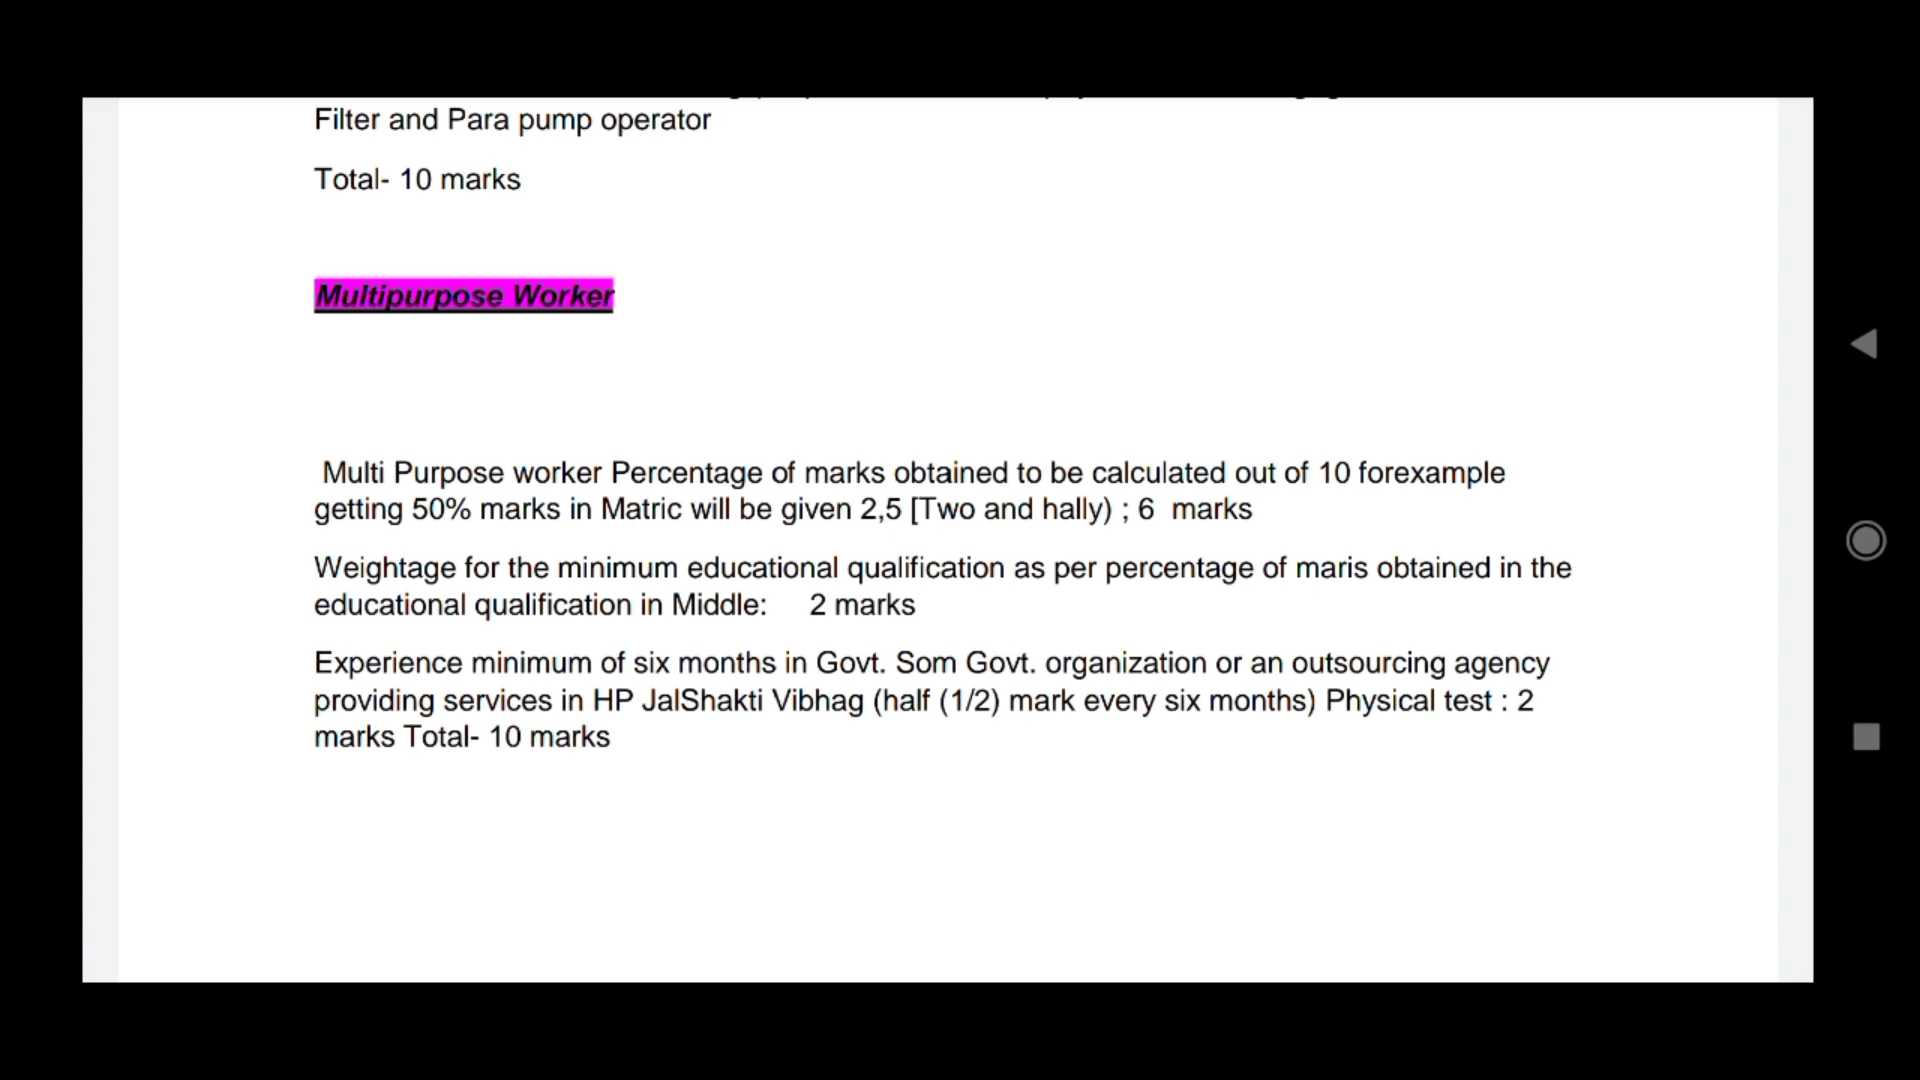 Filter and Para pump operator
Total- 10 marks
Multipurpose Worker
Multi Purpose worker Percentage of marks obtained to be calculated out of 10 forexample
getting 50% marks in Matric will be given 2,5 [Two and hally) ; 6 marks
Weightage for the minimum educational qualification as per percentage of maris obtained in the
educational qualification in Middle: 2 marks
Experience minimum of six months in Govt. Som Govt. organization or an outsourcing agency
providing services in HP JalShakti Vibhag (half (1/2) mark every six months) Physical test : 2
marks Total- 10 marks